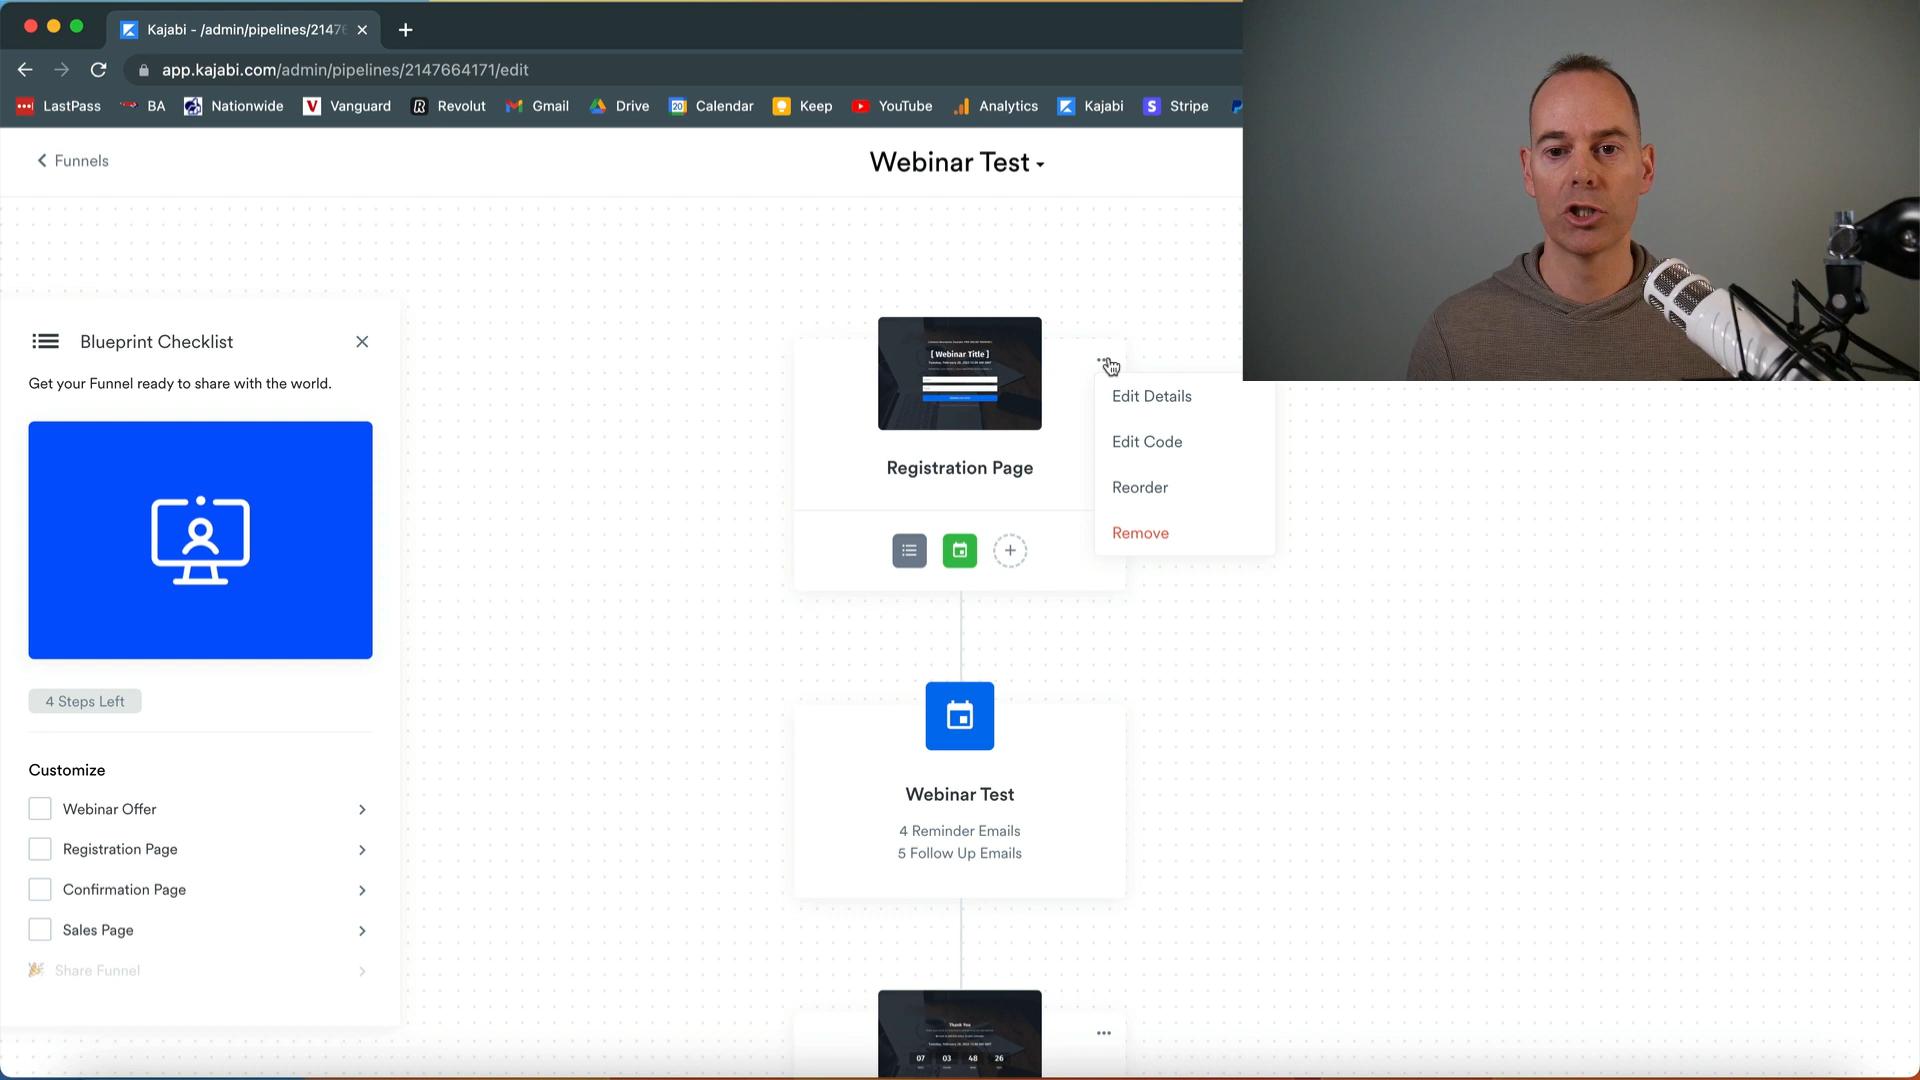 Kajabi - /admin/pipelines/2147
app.kajabi.com/admin/pipelines/2147664171/edit
LastPass
BA
Nationwide
Vanguard
Revolut
Gmail
Drive
20
Calendar
Keep
YouTube
Analytics
Kajabi
Stripe
Funnels
Webinar Test
Blueprint Checklist
Get your Funnel ready to share with the world.
4 Steps Left
Customize
Webinar Offer
Registration Page
Confirmation Page
Sales Page
Share Funnel
[ Webinar Title ]
Registration Page
Edit Details
Edit Code
Reorder
Remove
Webinar Test
4 Reminder Emails
5 Follow Up Emails
Thank You
07 03 48 26